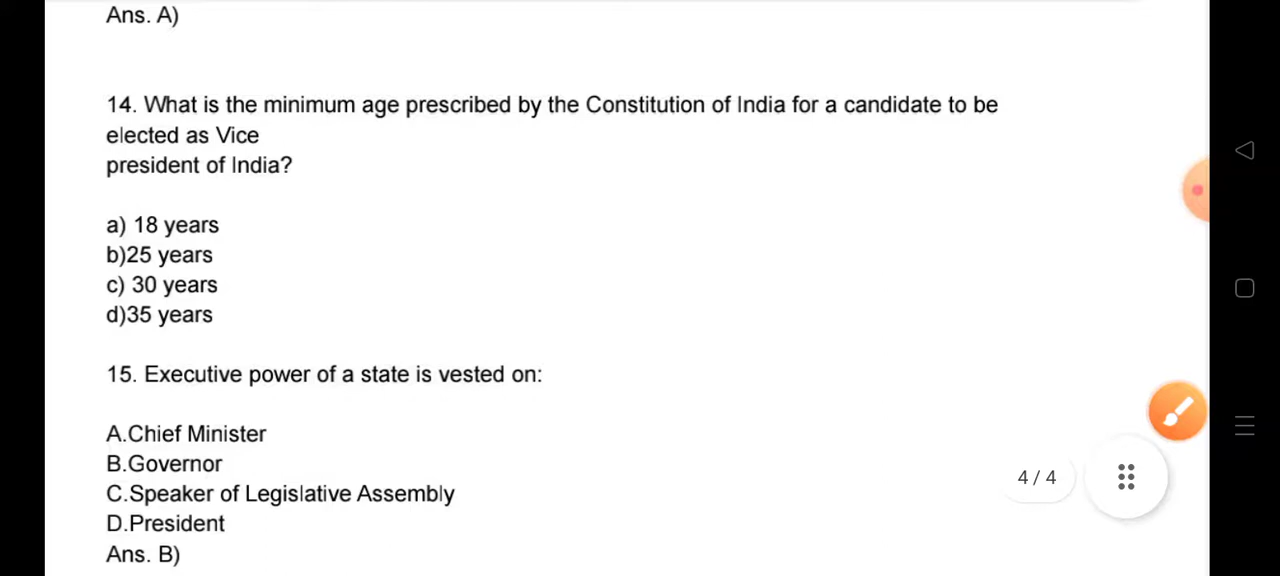 Ans. A)
14. What is the minimum age prescribed by the Constitution of India for a candidate to be
elected as Vice
president of India?
a) 18 years
b)25 years
c) 30 years
d)35 years
15. Executive power of a state is vested on:
A.Chief Minister
B.Governor
C.Speaker of Legislative Assembly
D.President
Ans. B)
4 / 4